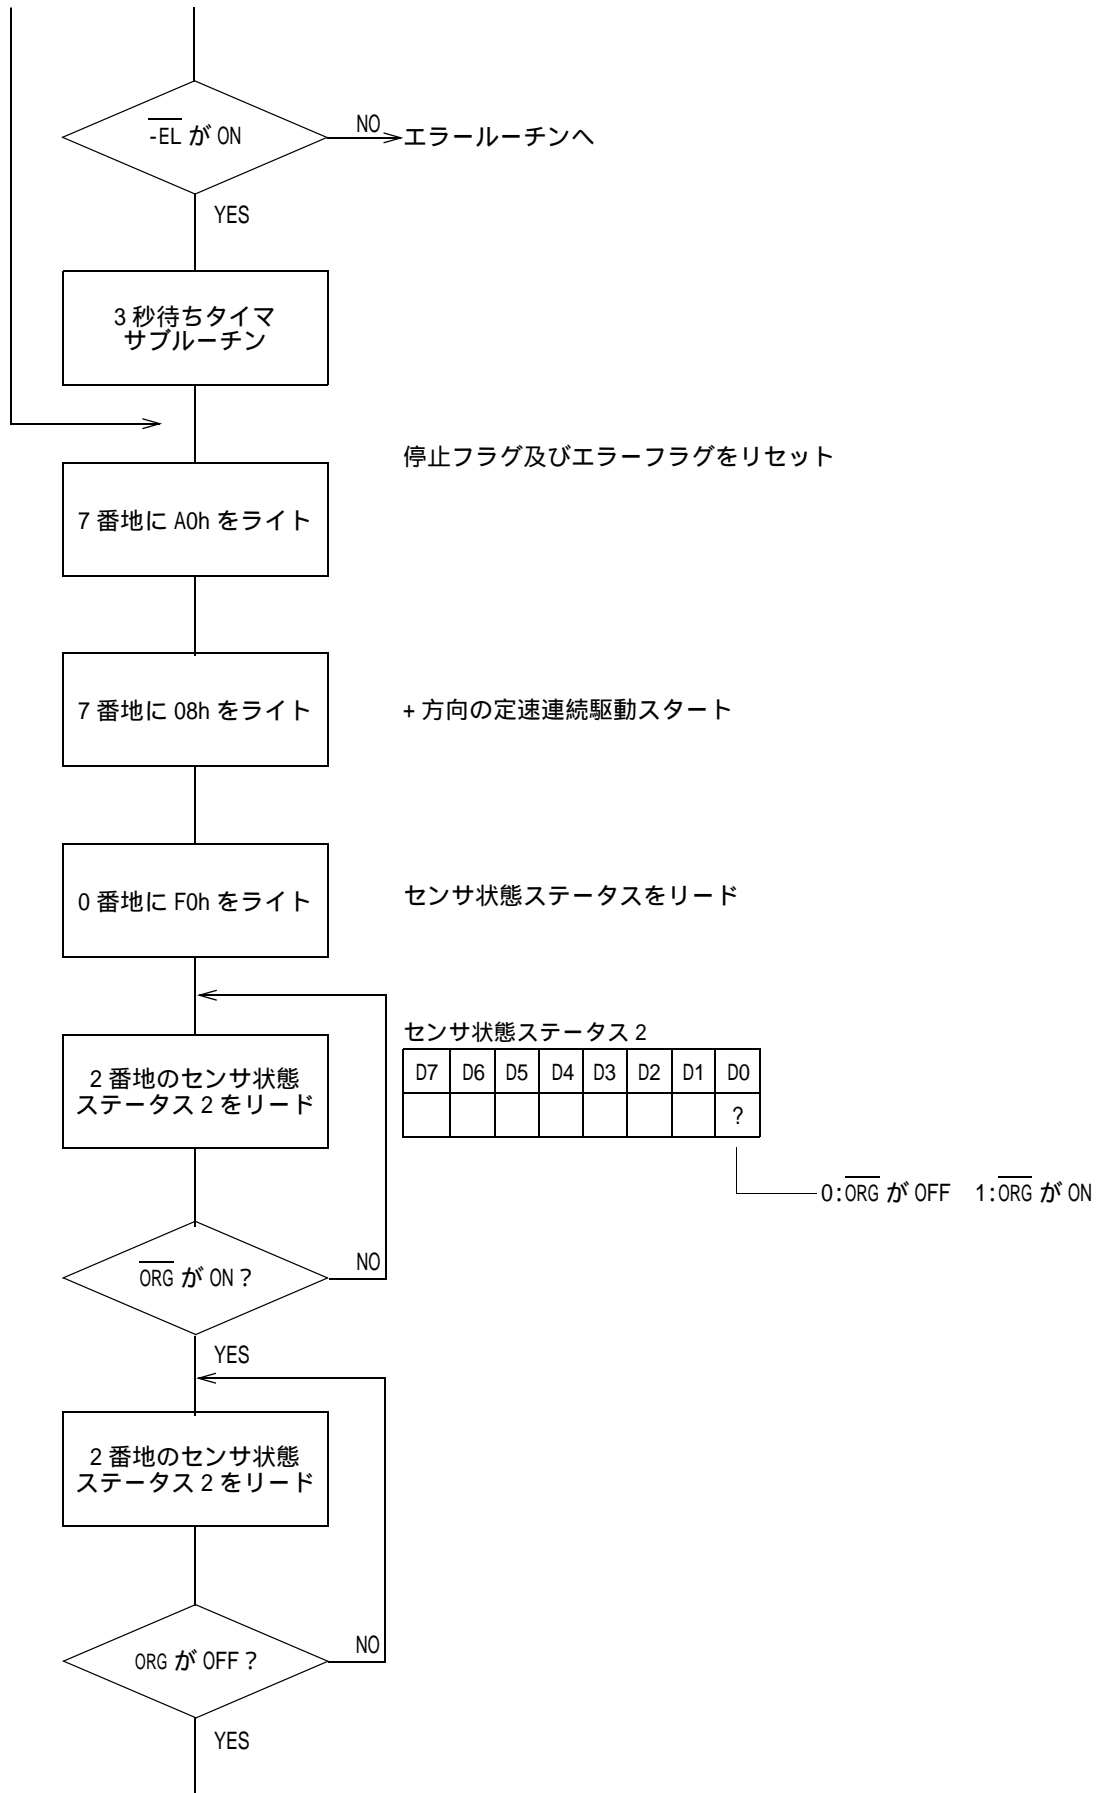 -EL が ON
NO
エラールーチンへ
YES
3 秒待ちタイマ
サブルーチン
停止フラグ及びエラーフラグをリセット
7 番地に A0h をライト
7 番地に 08h をライト
+ 方向の定速連続駆動スタート
0 番地に F0h をライト
センサ状態ステータスをリード
センサ状態ステータス 2
D7 D6 D5 D4 D3 D2 D1 D0
?
2 番地のセンサ状態
ステータス 2 をリード
0:ORG が OFF 1:ORG が ON
ORG が ON ?
NO
YES
2 番地のセンサ状態
ステータス 2 をリード
ORG が OFF ?
NO
YES